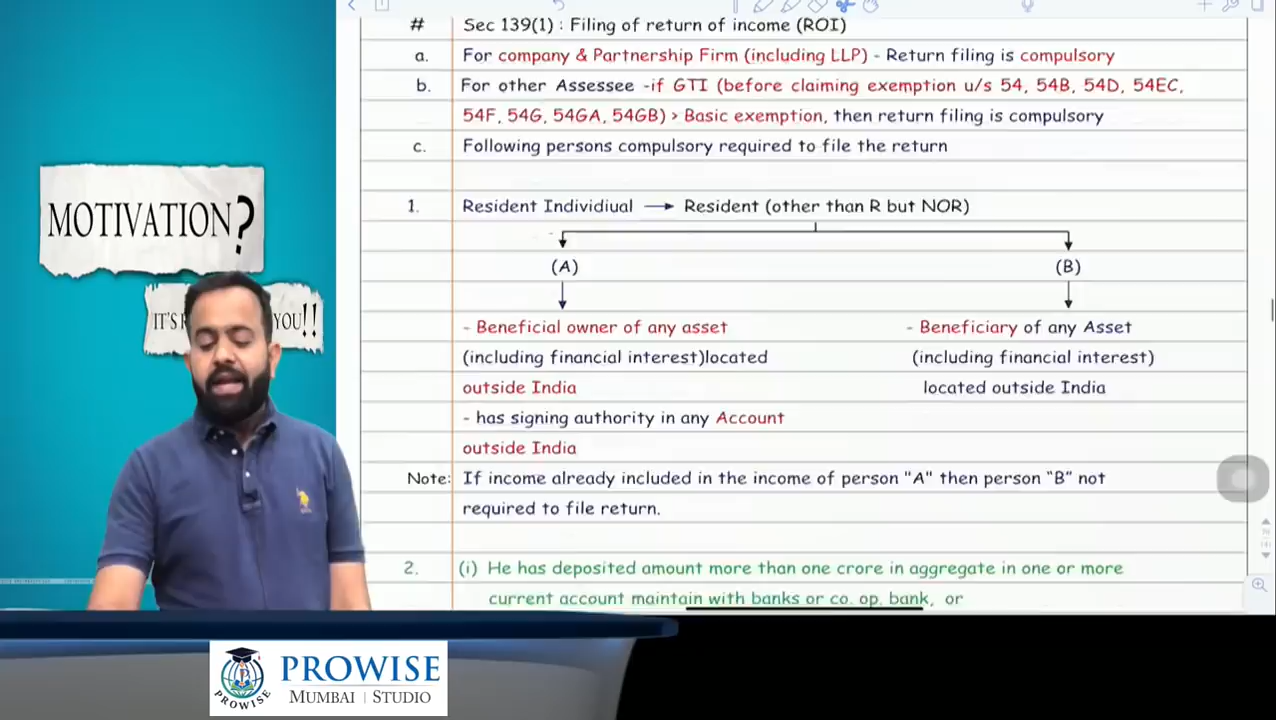 # Sec 139(1) : Filing of return of income (ROI)
a. For company & Partnership Firm (including LLP) - Return filing is compulsory
b. For other Assessee -if GTI (before claiming exemption u/s 54, 54B, 54D, 54EC,
54F, 54G, 54GA, 54GB) > Basic exemption, then return filing is compulsory
c. Following persons compulsory required to file the return
1. Resident Individiual → Resident (other than R but NOR)
(A) (B)
- Beneficial owner of any asset - Beneficiary of any Asset
(including financial interest)located (including financial interest)
outside India located outside India
- has signing authority in any Account
outside India
Note: If income already included in the income of person "A" then person "B" not
required to file return.
2. (i) He has deposited amount more than one crore in aggregate in one or more
current account maintain with banks or co. op. bank, or
MOTIVATION?
IT'S YOU!!
PROWISE
PROWISE
MUMBAI | STUDIO